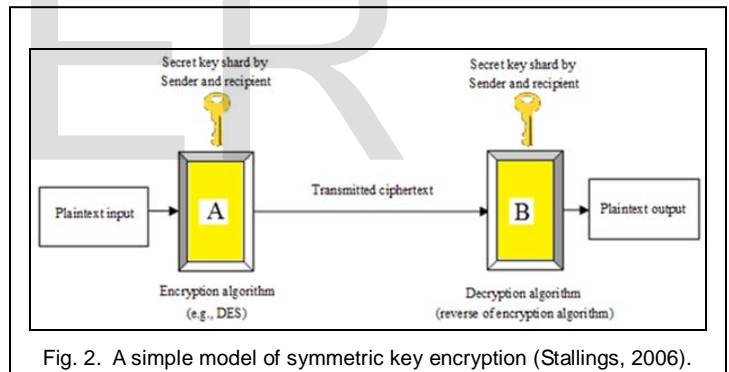 ER
Secret key shard by
Sender and recipient
Secret key shard by
Sender and recipient
Plaintext input
A
Transmitted ciphertext
B
Plaintext output
Encryption algorithm
(e.g., DES)
Decryption algorithm
(reverse of encryption algorithm)
Fig. 2. A simple model of symmetric key encryption (Stallings, 2006).